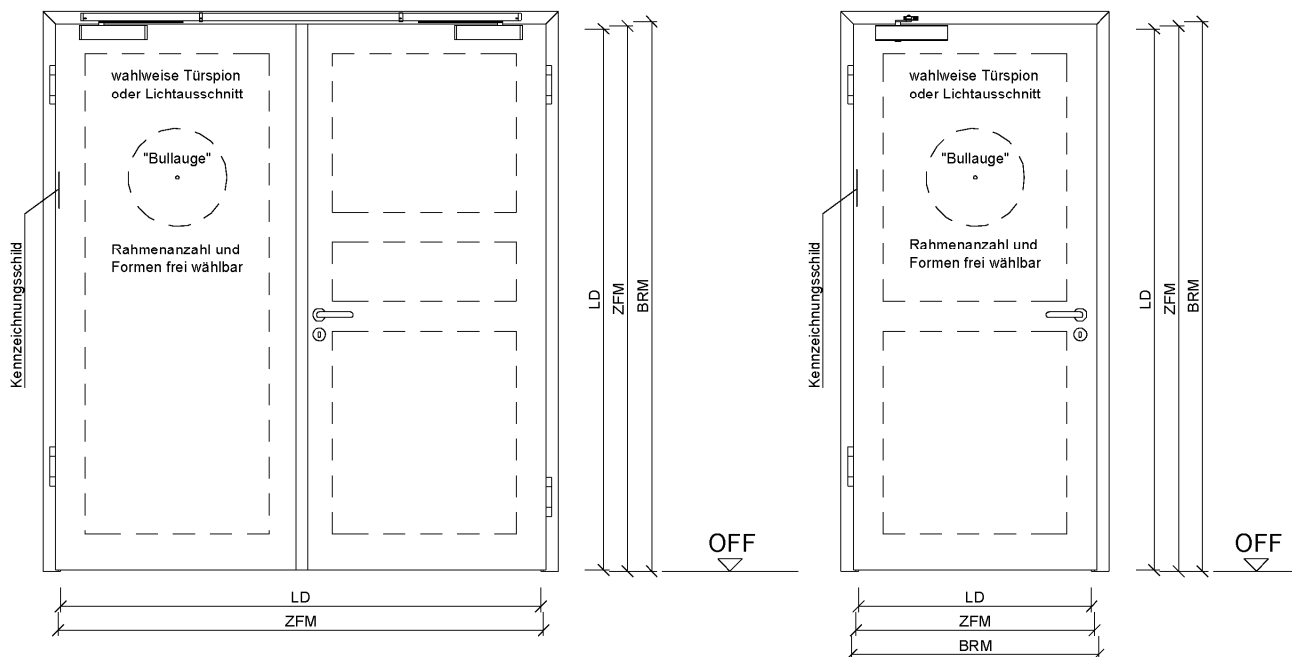 wahlweise Türspion
oder Lichtausschnitt
"Bullauge"
Rahmenanzahl und
Formen frei wählbar
Kennzeichnungsschild
LD
ZFM
BRM
OFF
LD
ZFM
wahlweise Türspion
oder Lichtausschnitt
"Bullauge"
Rahmenanzahl und
Formen frei wählbar
Kennzeichnungsschild
LD
ZFM
BRM
OFF
LD
ZFM
BRM